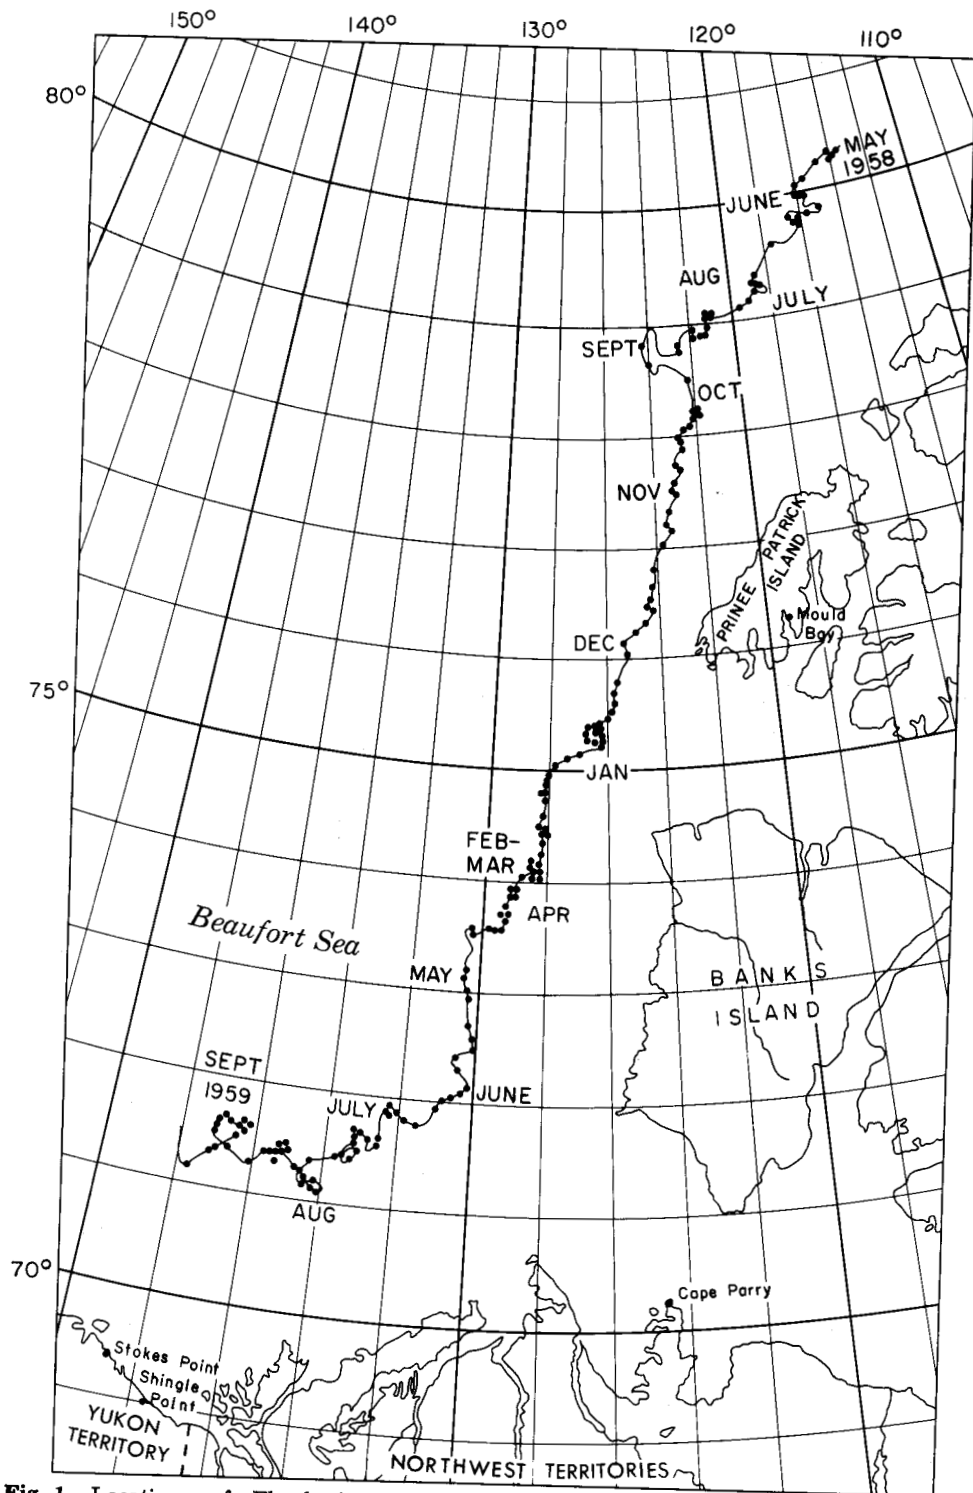 150° 140° 130° 120° 110°
80°
MAY
1958
JUNE
AUG
JULY
SEPT
OCT
NOV
PRINEE PATRICK
ISLAND
Mould
Bay
DEC
75°
JAN
FEB-
MAR
APR
Beaufort Sea
MAY
BANKS
ISLAND
SEPT
1959
JULY
JUNE
AUG
70°
Cape Parry
Stokes Point
Shingle
Point
YUKON
TERRITORY
NORTHWEST TERRITORIES
Fig. 1.